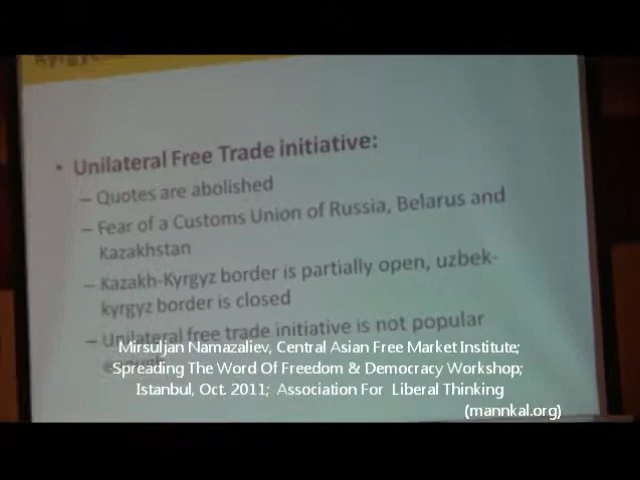 • Unilateral Free Trade initiative:
– Quotes are abolished
– Fear of a Customs Union of Russia, Belarus and
Kazakhstan
– Kazakh-Kyrgyz border is partially open, uzbek-
kyrgyz border is closed
– Unilateral free trade initiative is not popular
Mirsuljan Namazaliev, Central Asian Free Market Institute;
Spreading The Word Of Freedom & Democracy Workshop;
Istanbul, Oct. 2011; Association For Liberal Thinking
(mannkal.org)